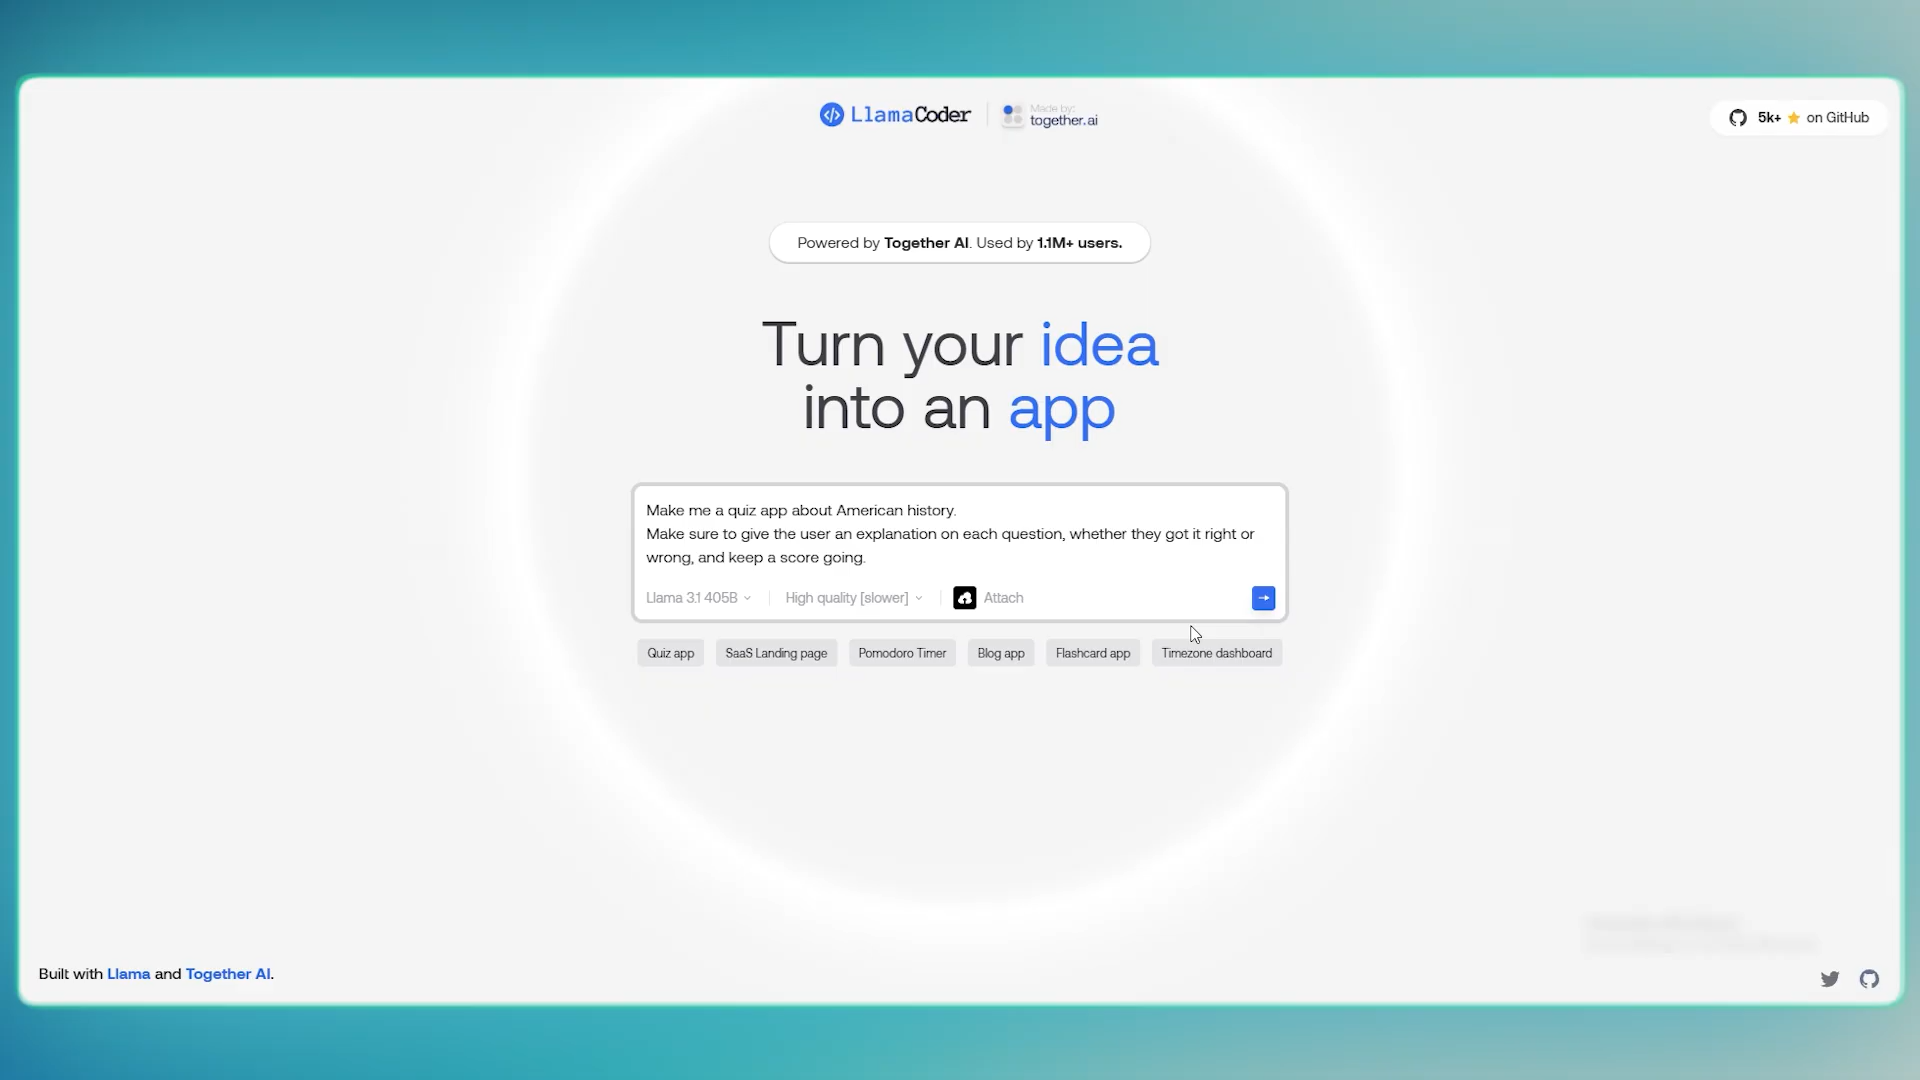 LlamaCoder
Made by:
together.ai
5k+ ⭐ on GitHub
Powered by Together AI. Used by 1.1M+ users.
Turn your idea
into an app
Make me a quiz app about American history.
Make sure to give the user an explanation on each question, whether they got it right or
wrong, and keep a score going.
Llama 3.1 405B
High quality [slower]
Attach
Quiz app
SaaS Landing page
Pomodoro Timer
Blog app
Flashcard app
Timezone dashboard
Built with Llama and Together AI.